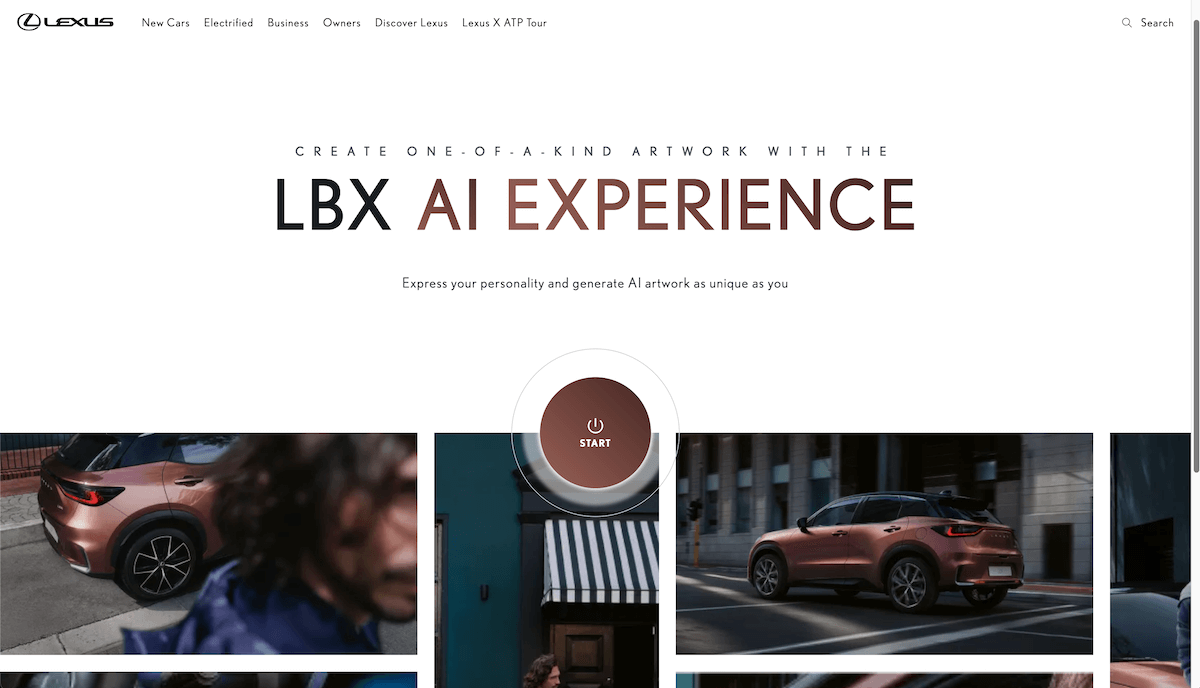 LEXUS New Cars Electrified Business Owners Discover Lexus Lexus X ATP Tour Search
CREATE ONE-OF-A-KIND ARTWORK WITH THE
LBX AI EXPERIENCE
Express your personality and generate AI artwork as unique as you
START